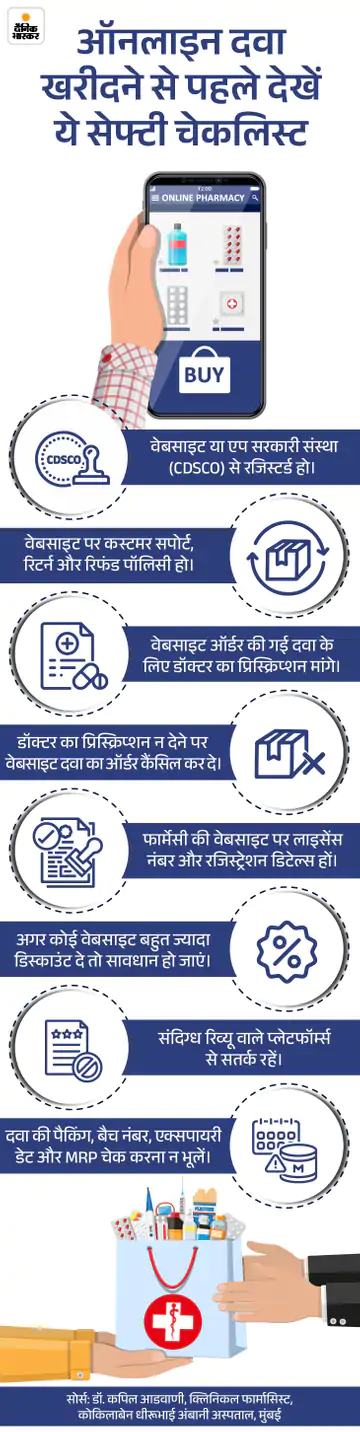 दैनिक
भास्कर
ऑनलाइन दवा
खरीदने से पहले देखें
ये सेफ्टी चेकलिस्ट
12:00
ONLINE PHARMACY
BUY
CDSCO
वेबसाइट या एप सरकारी संस्था
(CDSCO) से रजिस्टर्ड हो।
वेबसाइट पर कस्टमर सपोर्ट,
रिटर्न और रिफंड पॉलिसी हो।
वेबसाइट ऑर्डर की गई दवा के
लिए डॉक्टर का प्रिस्क्रिप्शन मांगे।
डॉक्टर का प्रिस्क्रिप्शन न देने पर
वेबसाइट दवा का ऑर्डर कैंसिल कर दे।
फार्मेसी की वेबसाइट पर लाइसेंस
नंबर और रजिस्ट्रेशन डिटेल्स हों।
अगर कोई वेबसाइट बहुत ज्यादा
डिस्काउंट दे तो सावधान हो जाएं।
%
संदिग्ध रिव्यू वाले प्लेटफॉर्म्स
से सतर्क रहें।
दवा की पैकिंग, बैच नंबर, एक्सपायरी
डेट और MRP चेक करना न भूलें।
M
सोर्स: डॉ. कपिल आडवाणी, क्लिनिकल फार्मासिस्ट,
कोकिलाबेन धीरूभाई अंबानी अस्पताल, मुंबई